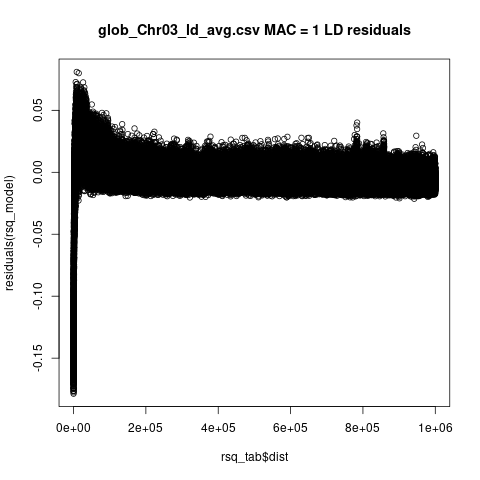 glob_Chr03_ld_avg.csv MAC = 1 LD residuals
residuals(rsq_model)
0.05
0.00
-0.05
-0.10
-0.15
0e+00 2e+05 4e+05 6e+05 8e+05 1e+06
rsq_tab$dist